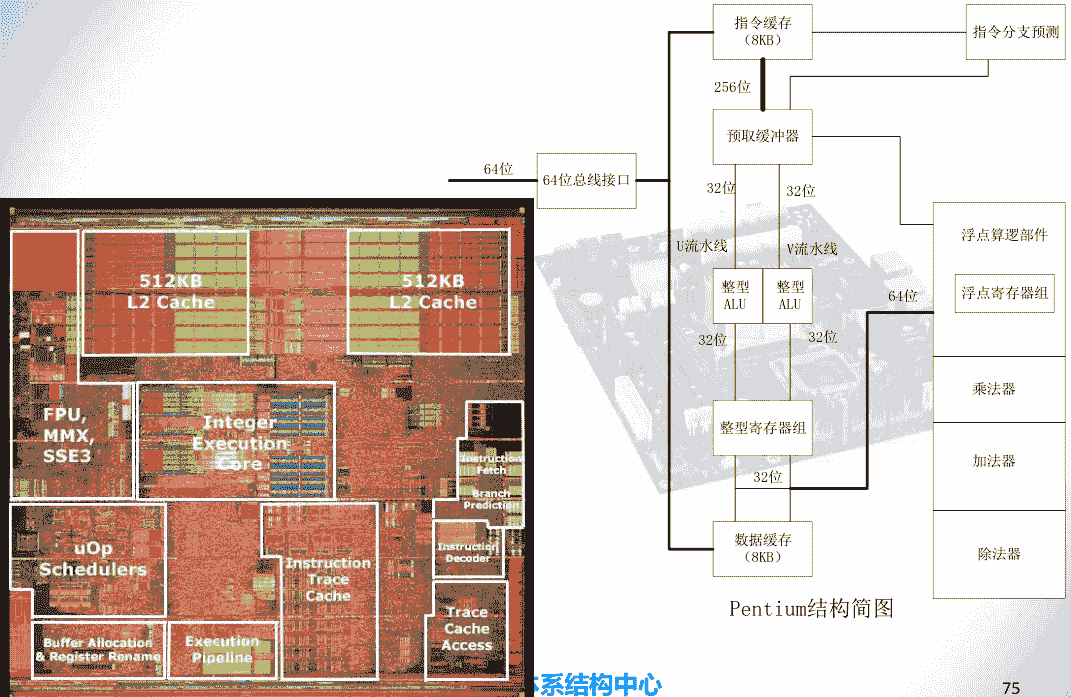 指令缓存
(8KB)
指令分支预测
256位
预取缓冲器
64位
64位总线接口
32位
32位
U流水线
V流水线
浮点算逻部件
整型
ALU
整型
ALU
浮点寄存器组
64位
32位
32位
乘法器
整型寄存器组
加法器
32位
数据缓存
(8KB)
除法器
Pentium结构简图
512KB
L2 Cache
512KB
L2 Cache
FPU,
MMX,
SSE3
Integer
Execution
Core
Instruction
Fetch
Branch
Prediction
uOp
Schedulers
Instruction
Trace
Cache
Instruction
Decoder
Trace
Cache
Access
Buffer Allocation
& Register Rename
Execution
Pipeline
系结构中心
75